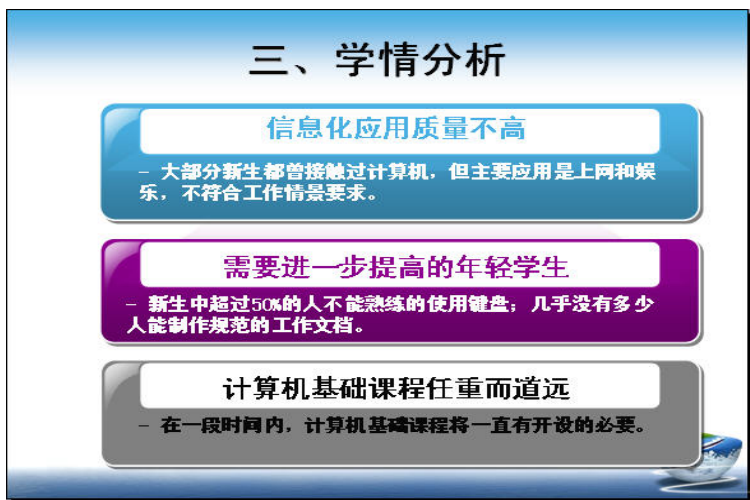 三、学情分析
信息化应用质量不高
– 大部分新生都曾接触过计算机，但主要应用是上网和娱
乐，不符合工作情景要求。
需要进一步提高的年轻学生
– 新生中超过50%的人不能熟练的使用键盘；几乎没有多少
人能制作规范的工作文档。
计算机基础课程任重而道远
– 在一段时间内，计算机基础课程将一直有开设的必要。